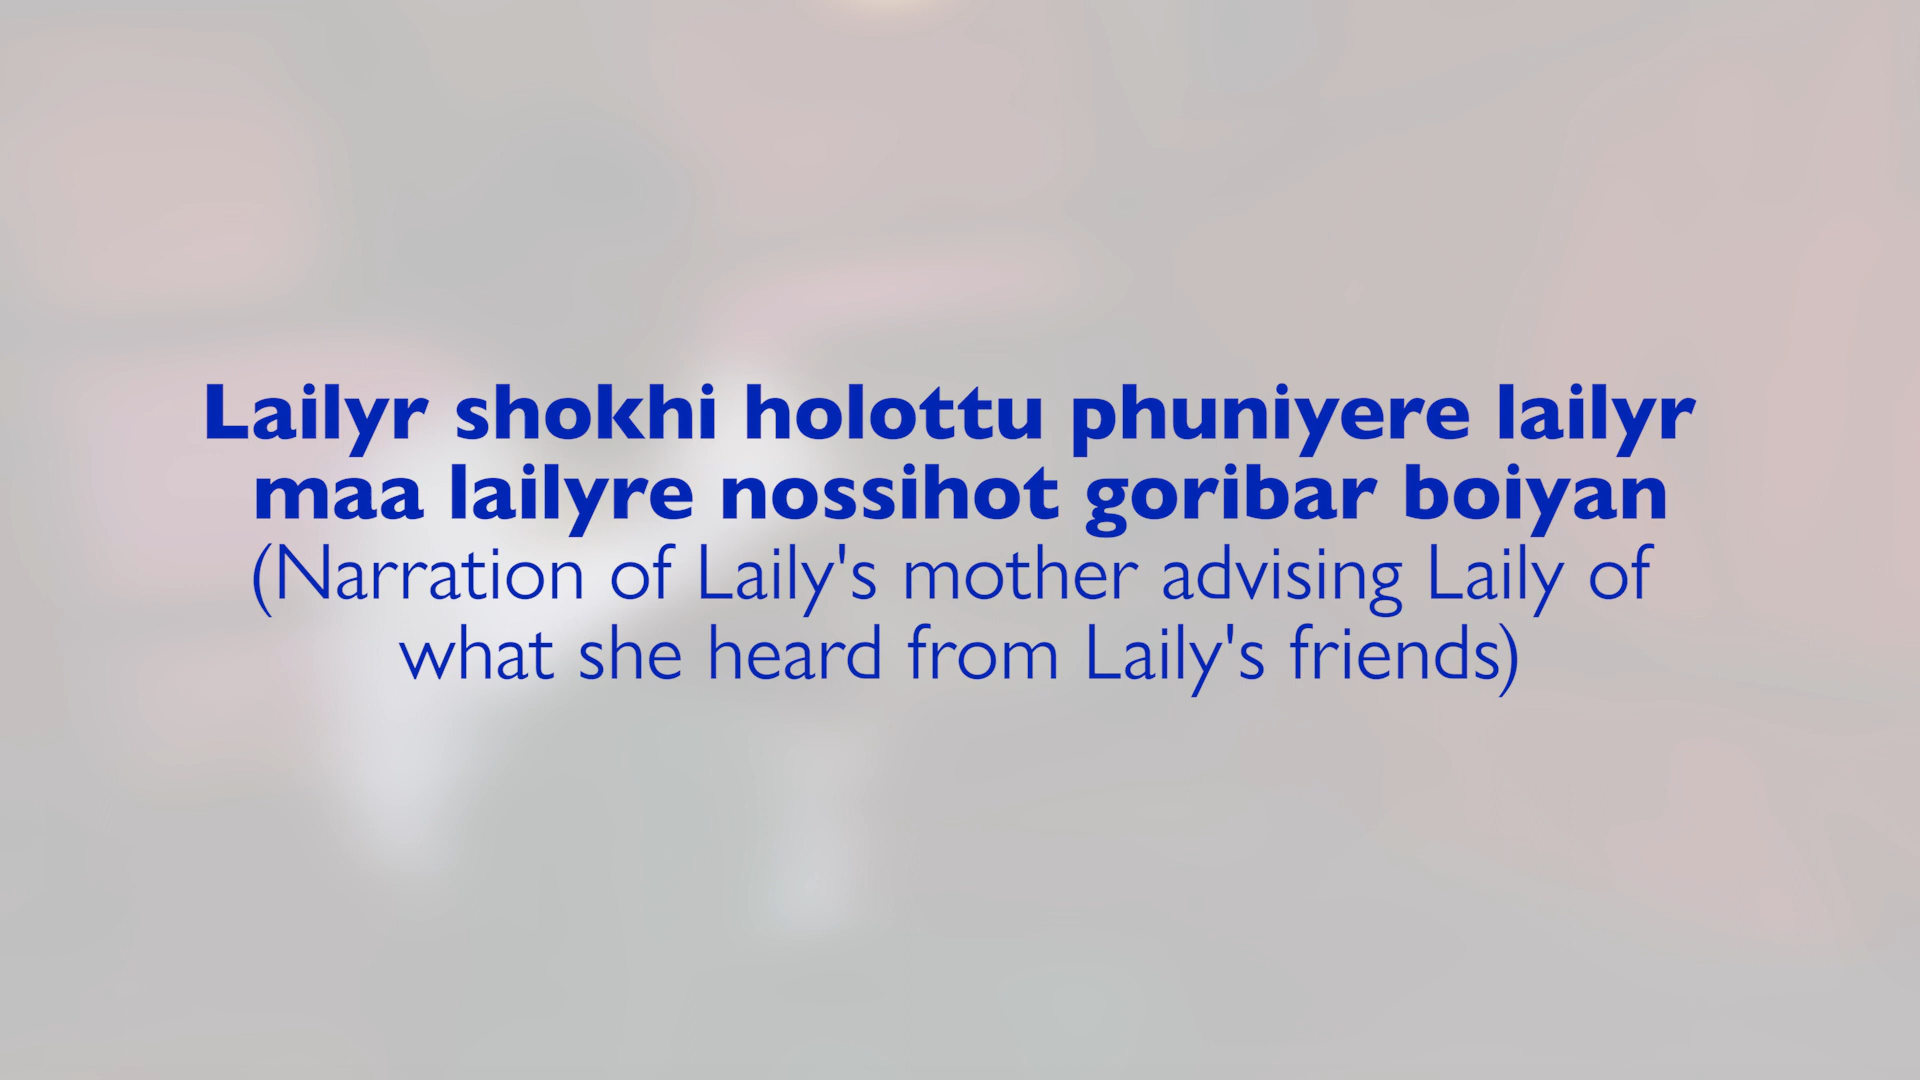 Lailyr shokhi holottu phuniyere lailyr
maa lailyre nossihot goribar boiyan
(Narration of Laily's mother advising Laily of
what she heard from Laily's friends)